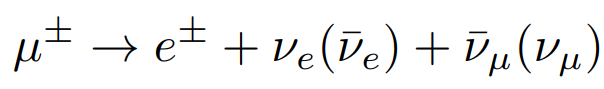 μ± → e± + νe(ν̄e) + ν̄μ(νμ)